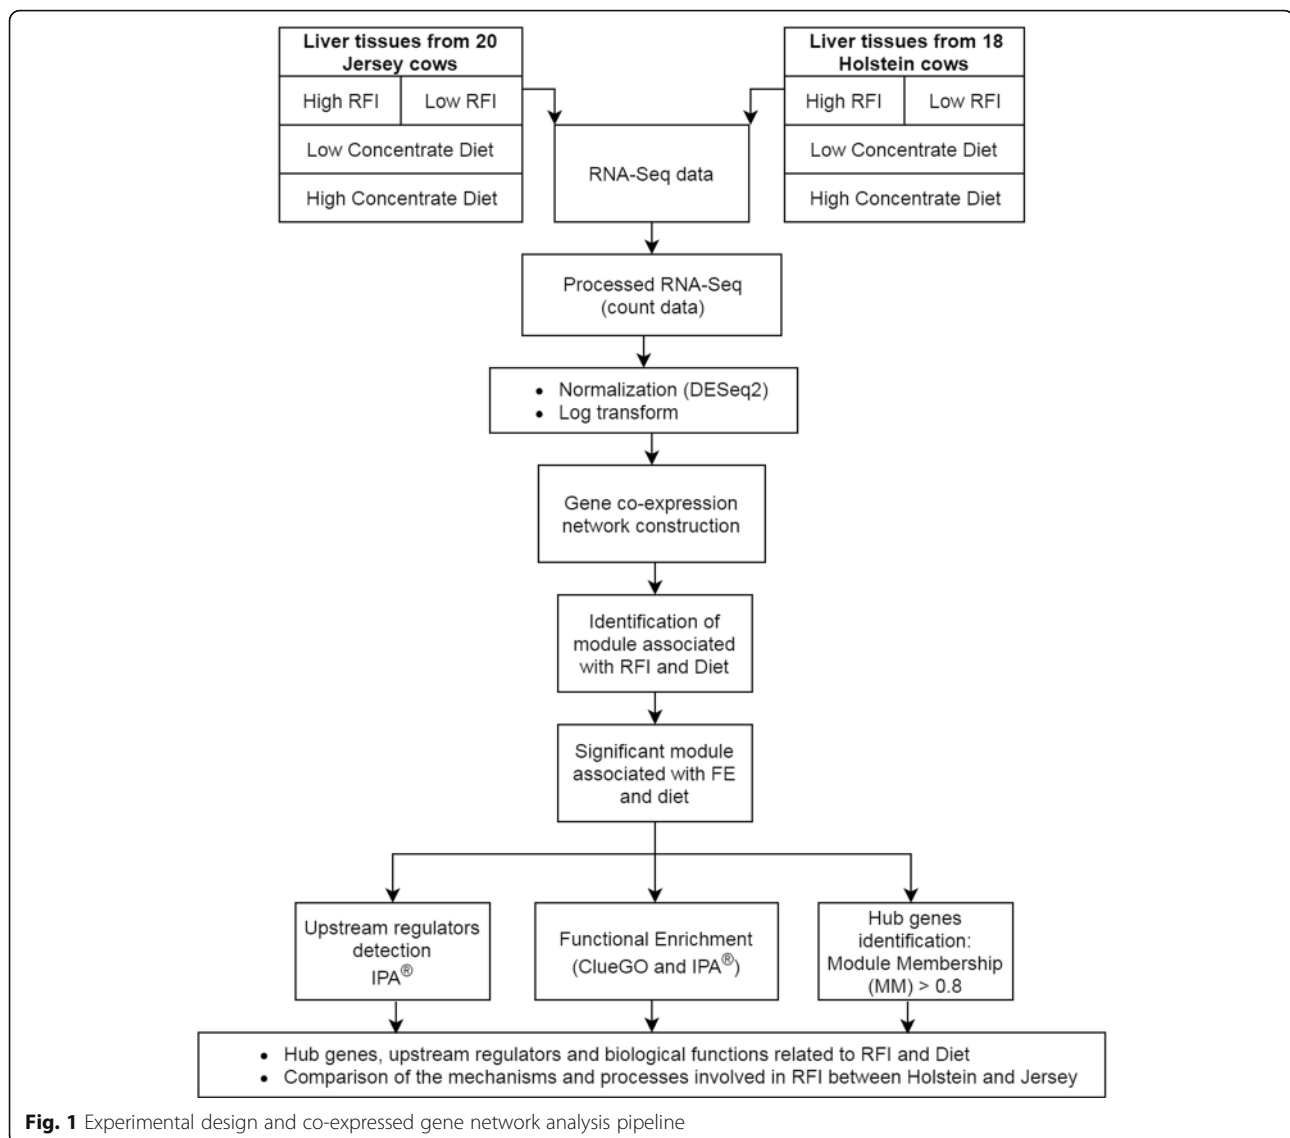 Liver tissues from 20
Jersey cows
High RFI
Low RFI
Low Concentrate Diet
High Concentrate Diet
Liver tissues from 18
Holstein cows
High RFI
Low RFI
Low Concentrate Diet
High Concentrate Diet
RNA-Seq data
Processed RNA-Seq
(count data)
• Normalization (DESeq2)
• Log transform
Gene co-expression
network construction
Identification of
module associated
with RFI and Diet
Significant module
associated with FE
and diet
Upstream regulators
detection
IPA®
Functional Enrichment
(ClueGO and IPA®)
Hub genes
identification:
Module Membership
(MM) > 0.8
• Hub genes, upstream regulators and biological functions related to RFI and Diet
• Comparison of the mechanisms and processes involved in RFI between Holstein and Jersey
Fig. 1 Experimental design and co-expressed gene network analysis pipeline